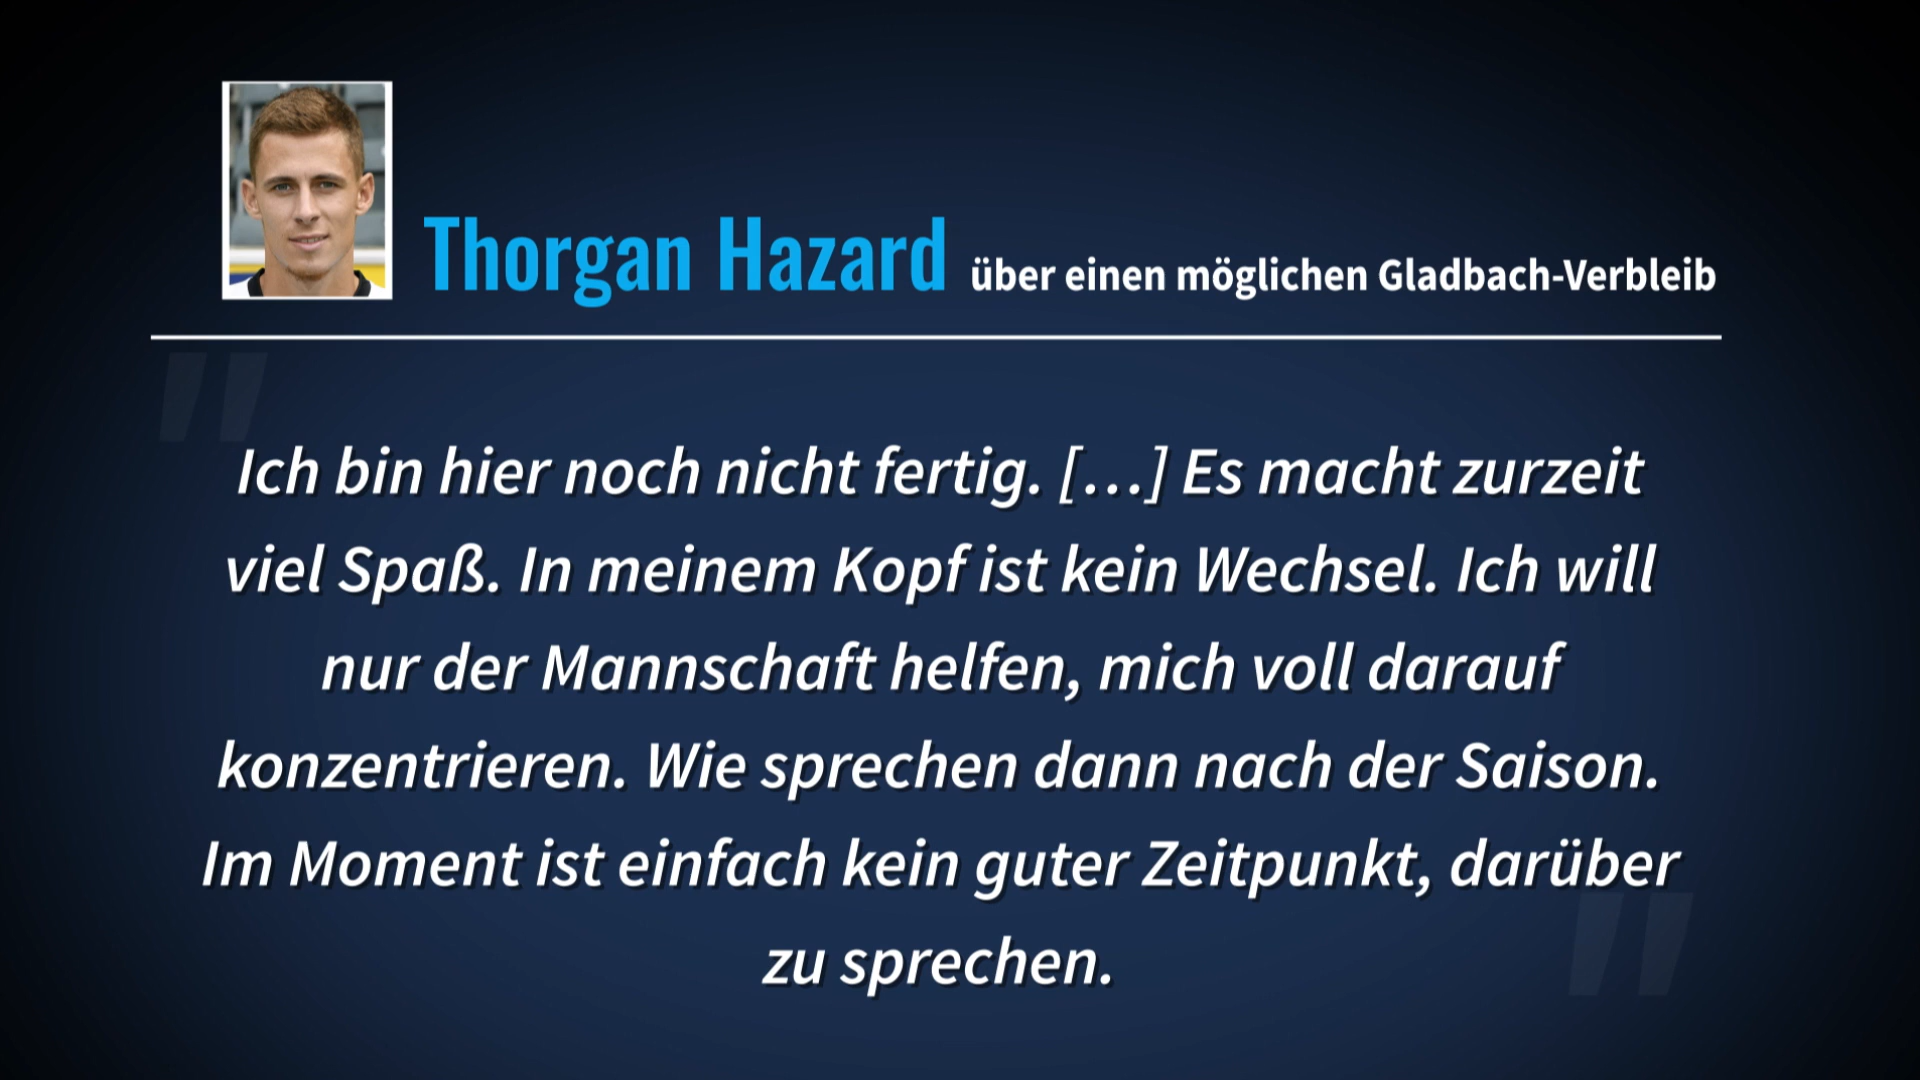 Thorgan Hazard über einen möglichen Gladbach-Verbleib
"
Ich bin hier noch nicht fertig. [...] Es macht zurzeit
viel Spaß. In meinem Kopf ist kein Wechsel. Ich will
nur der Mannschaft helfen, mich voll darauf
konzentrieren. Wie sprechen dann nach der Saison.
Im Moment ist einfach kein guter Zeitpunkt, darüber
zu sprechen.
"